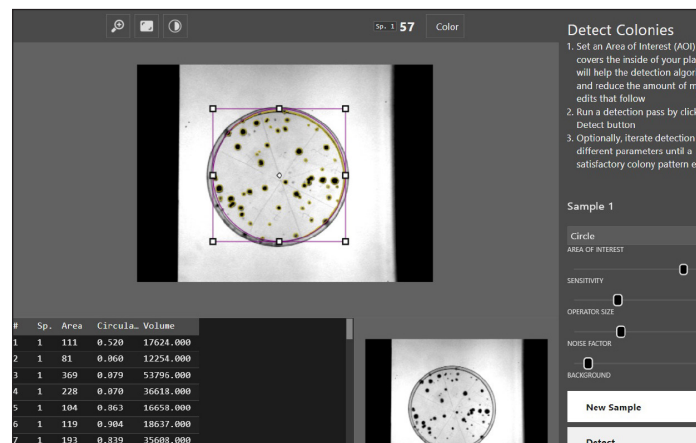 Sp. 1 57 Color
Detect Colonies
1. Set an Area of Interest (AOI)
covers the inside of your pla
will help the detection algor
and reduce the amount of m
edits that follow
2. Run a detection pass by click
Detect button
3. Optionally, iterate detection
different parameters until a
satisfactory colony pattern e
Sample 1
Circle
AREA OF INTEREST
SENSITIVITY
OPERATOR SIZE
NOISE FACTOR
BACKGROUND
New Sample
Detect
# Sp. Area Circula… Volume
1 1 111 0.520 17624.000
2 1 81 0.060 12254.000
3 1 369 0.079 53796.000
4 1 228 0.070 36618.000
5 1 104 0.863 16658.000
6 1 119 0.904 18637.000
7 1 193 0.839 35608.000